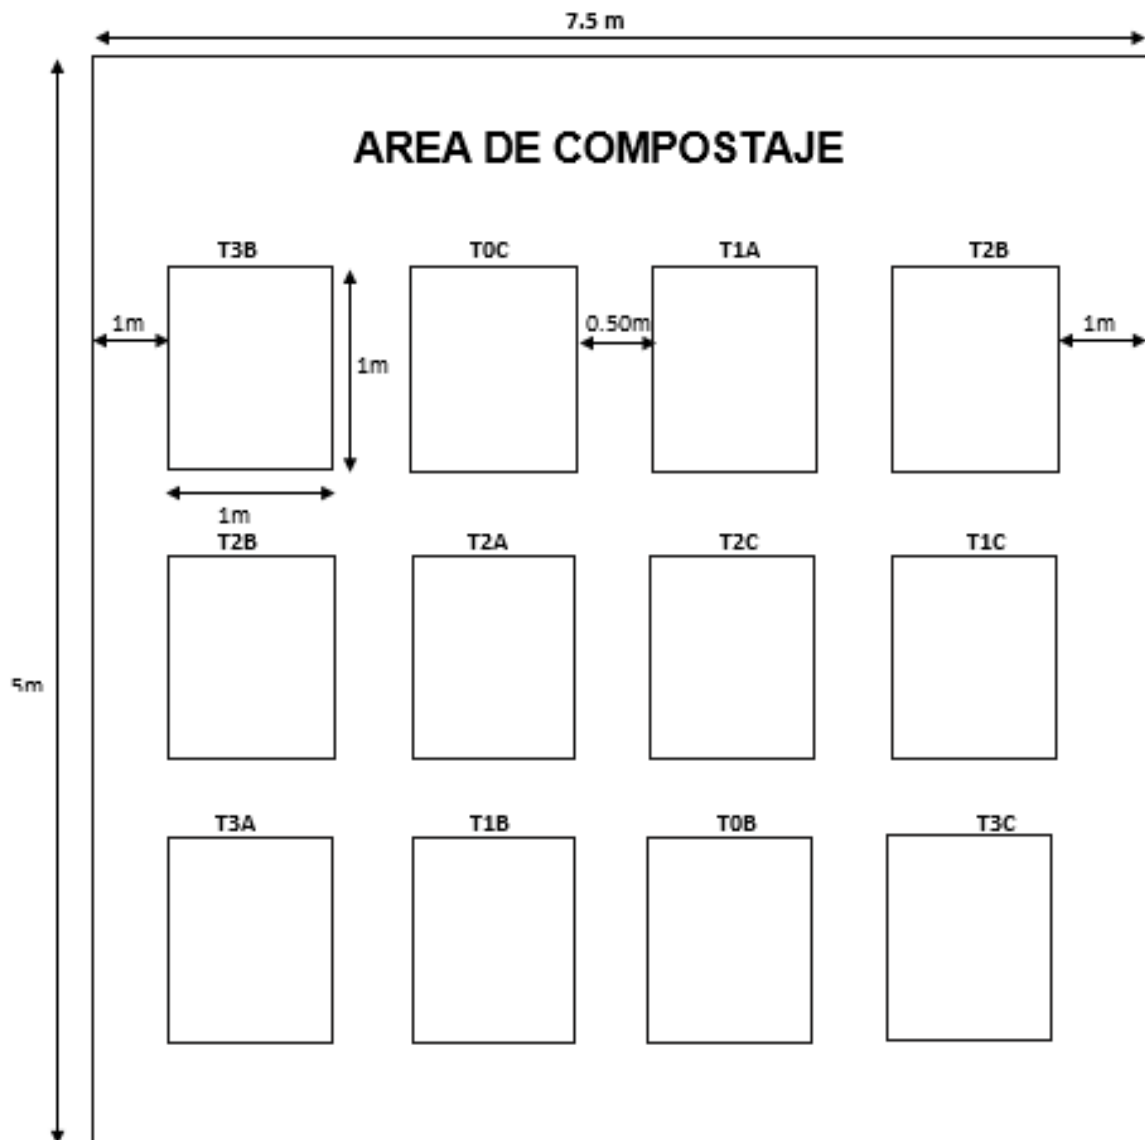 7.5 m
AREA DE COMPOSTAJE
T3B T0C T1A T2B
1m 0.50m 1m
1m
1m
T2B T2A T2C T1C
5m
T3A T1B T0B T3C